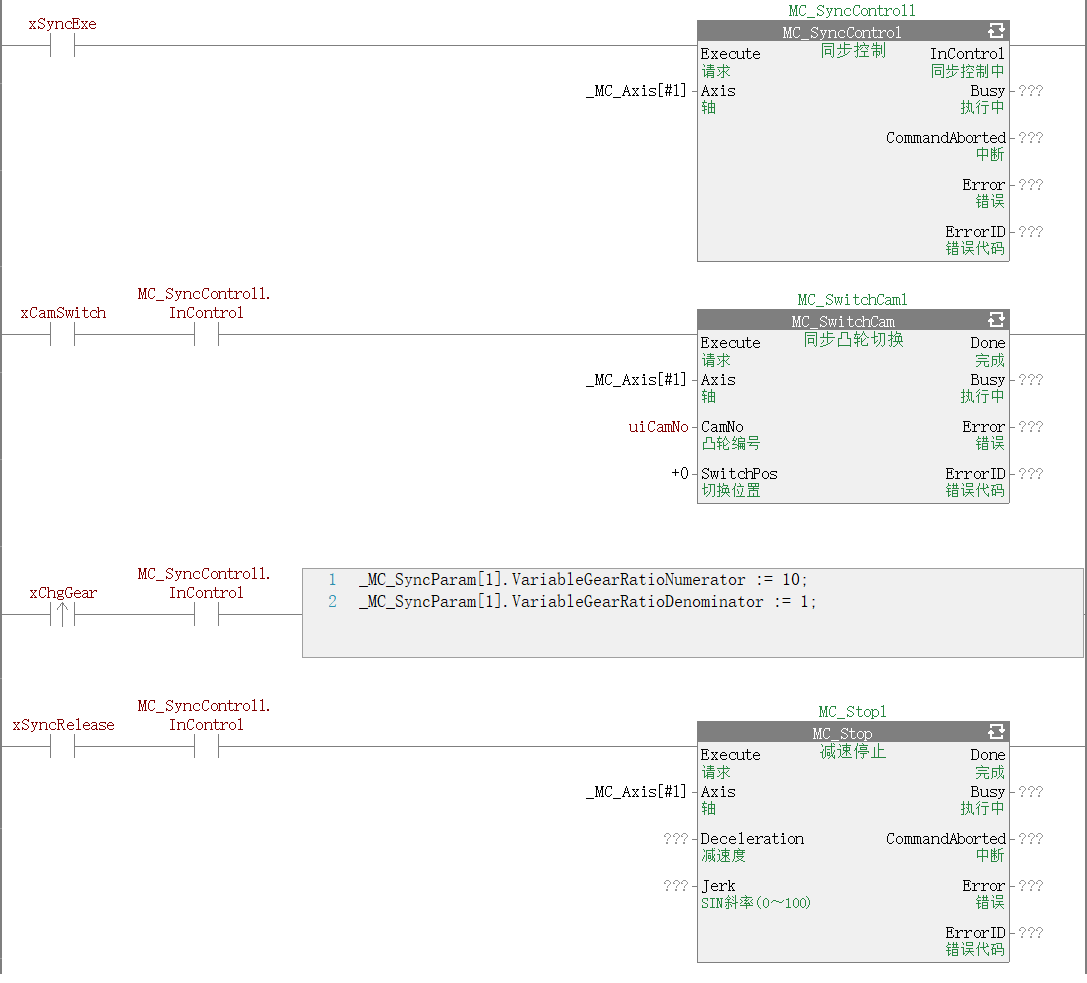 xSyncExe
MC_SyncControl1
MC_SyncControl
同步控制
Execute
请求
InControl
同步控制中
_MC_Axis[#1]
Axis
轴
Busy
执行中
???
CommandAborted
中断
???
Error
错误
???
ErrorID
错误代码
???
xCamSwitch
MC_SyncControl1.
InControl
MC_SwitchCam1
MC_SwitchCam
同步凸轮切换
Execute
请求
Done
完成
_MC_Axis[#1]
Axis
轴
Busy
执行中
???
uiCamNo
CamNo
凸轮编号
Error
错误
???
+0
SwitchPos
切换位置
ErrorID
错误代码
???
xChgGear
MC_SyncControl1.
InControl
1 _MC_SyncParam[1].VariableGearRatioNumerator := 10;
2 _MC_SyncParam[1].VariableGearRatioDenominator := 1;
xSyncRelease
MC_SyncControl1.
InControl
MC_Stop1
MC_Stop
减速停止
Execute
请求
Done
完成
_MC_Axis[#1]
Axis
轴
Busy
执行中
???
???
Deceleration
减速度
CommandAborted
中断
???
???
Jerk
SIN斜率(0～100)
Error
错误
???
ErrorID
错误代码
???